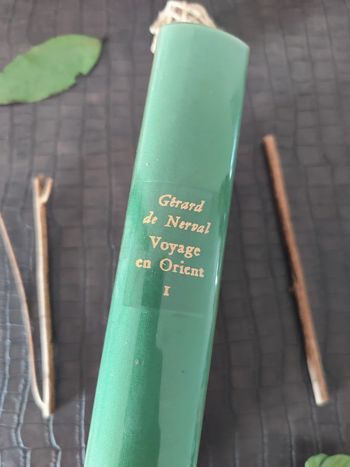 Gérard
de Nerval
Voyage
en Orient
I